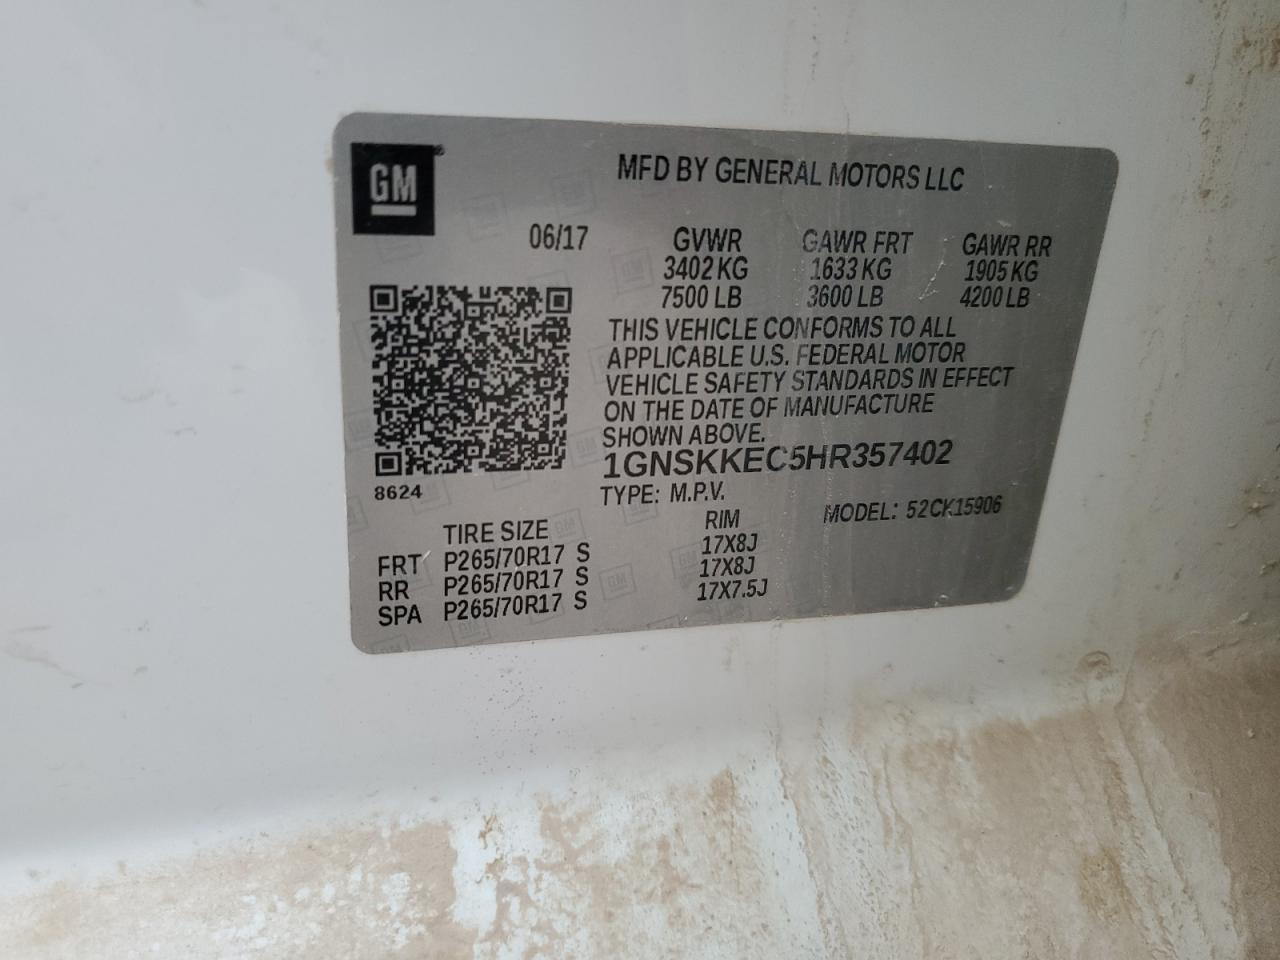 GM®
MFD BY GENERAL MOTORS LLC
06/17 GVWR GAWR FRT GAWR RR
3402 KG 1633 KG 1905 KG
7500 LB 3600 LB 4200 LB
THIS VEHICLE CONFORMS TO ALL
APPLICABLE U.S. FEDERAL MOTOR
VEHICLE SAFETY STANDARDS IN EFFECT
ON THE DATE OF MANUFACTURE
SHOWN ABOVE.
1GNSKKEC5HR357402
8624
TYPE: M.P.V. MODEL: 52CK15906
TIRE SIZE RIM
FRT P265/70R17 S 17X8J
RR P265/70R17 S 17X8J
SPA P265/70R17 S 17X7.5J